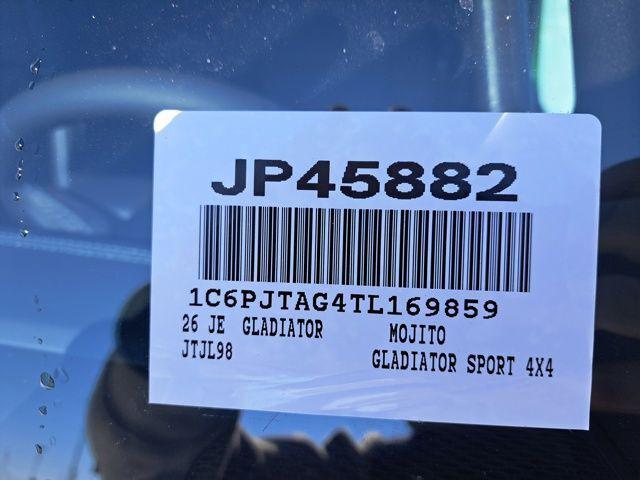 JP45882
1C6PJTAG4TL169859
26 JE GLADIATOR MOJITO
JTJL98 GLADIATOR SPORT 4X4